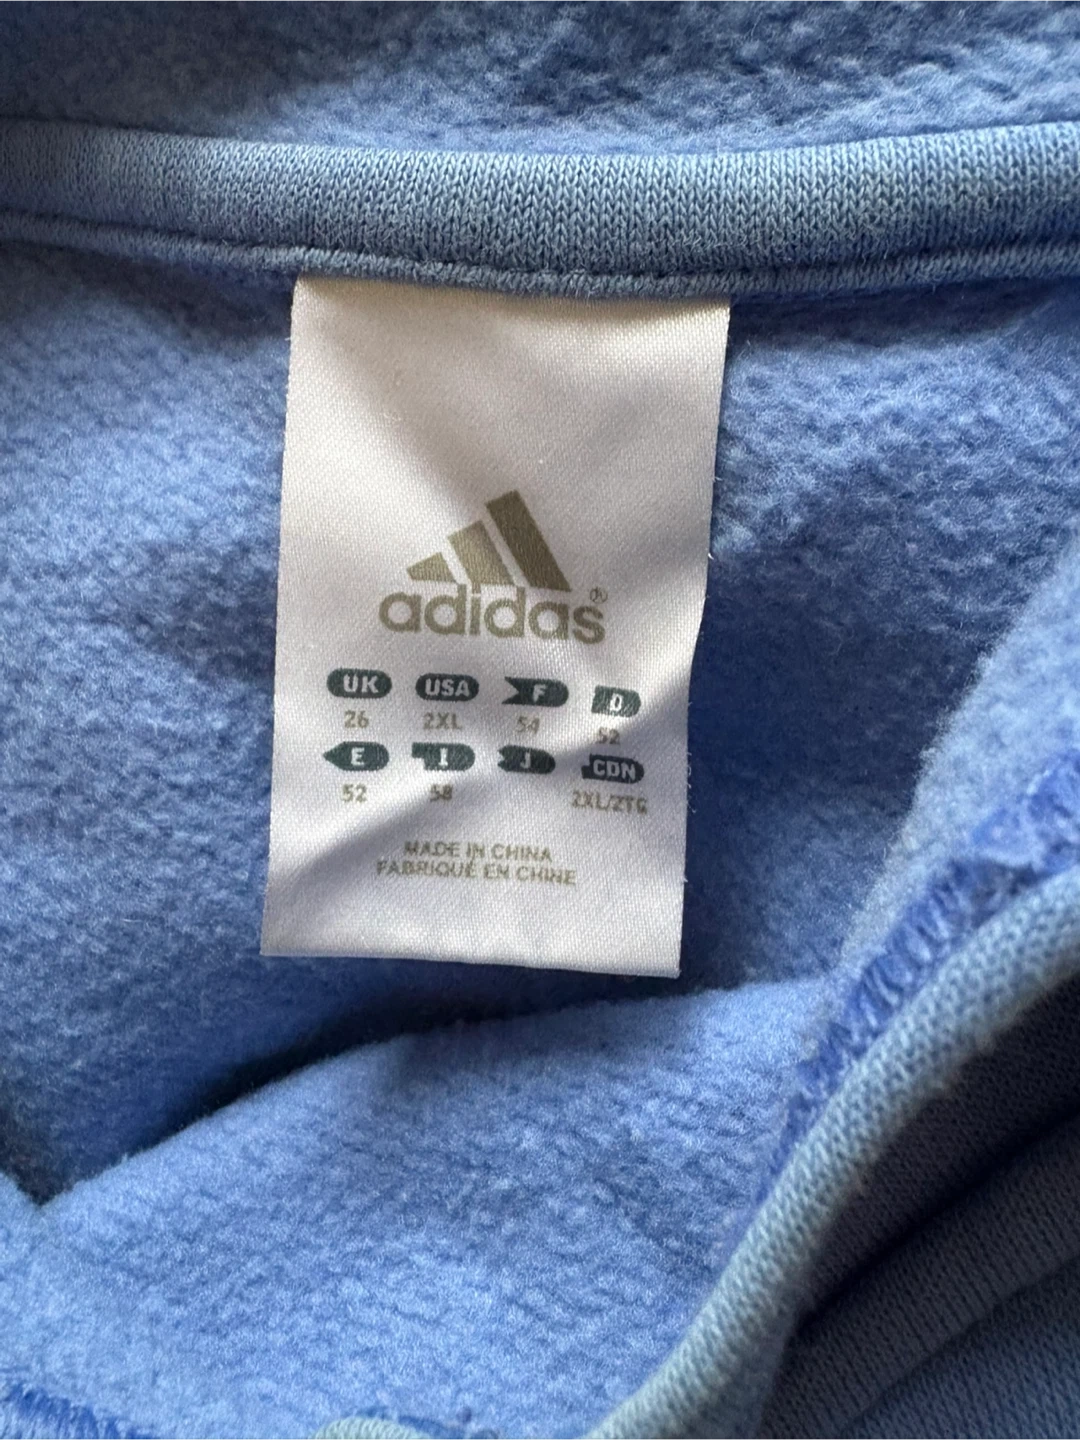 adidas®
UK USA F D
26 2XL 54 52
E I J CDN
52 58 2XL/2TG
MADE IN CHINA
FABRIQUÉ EN CHINE